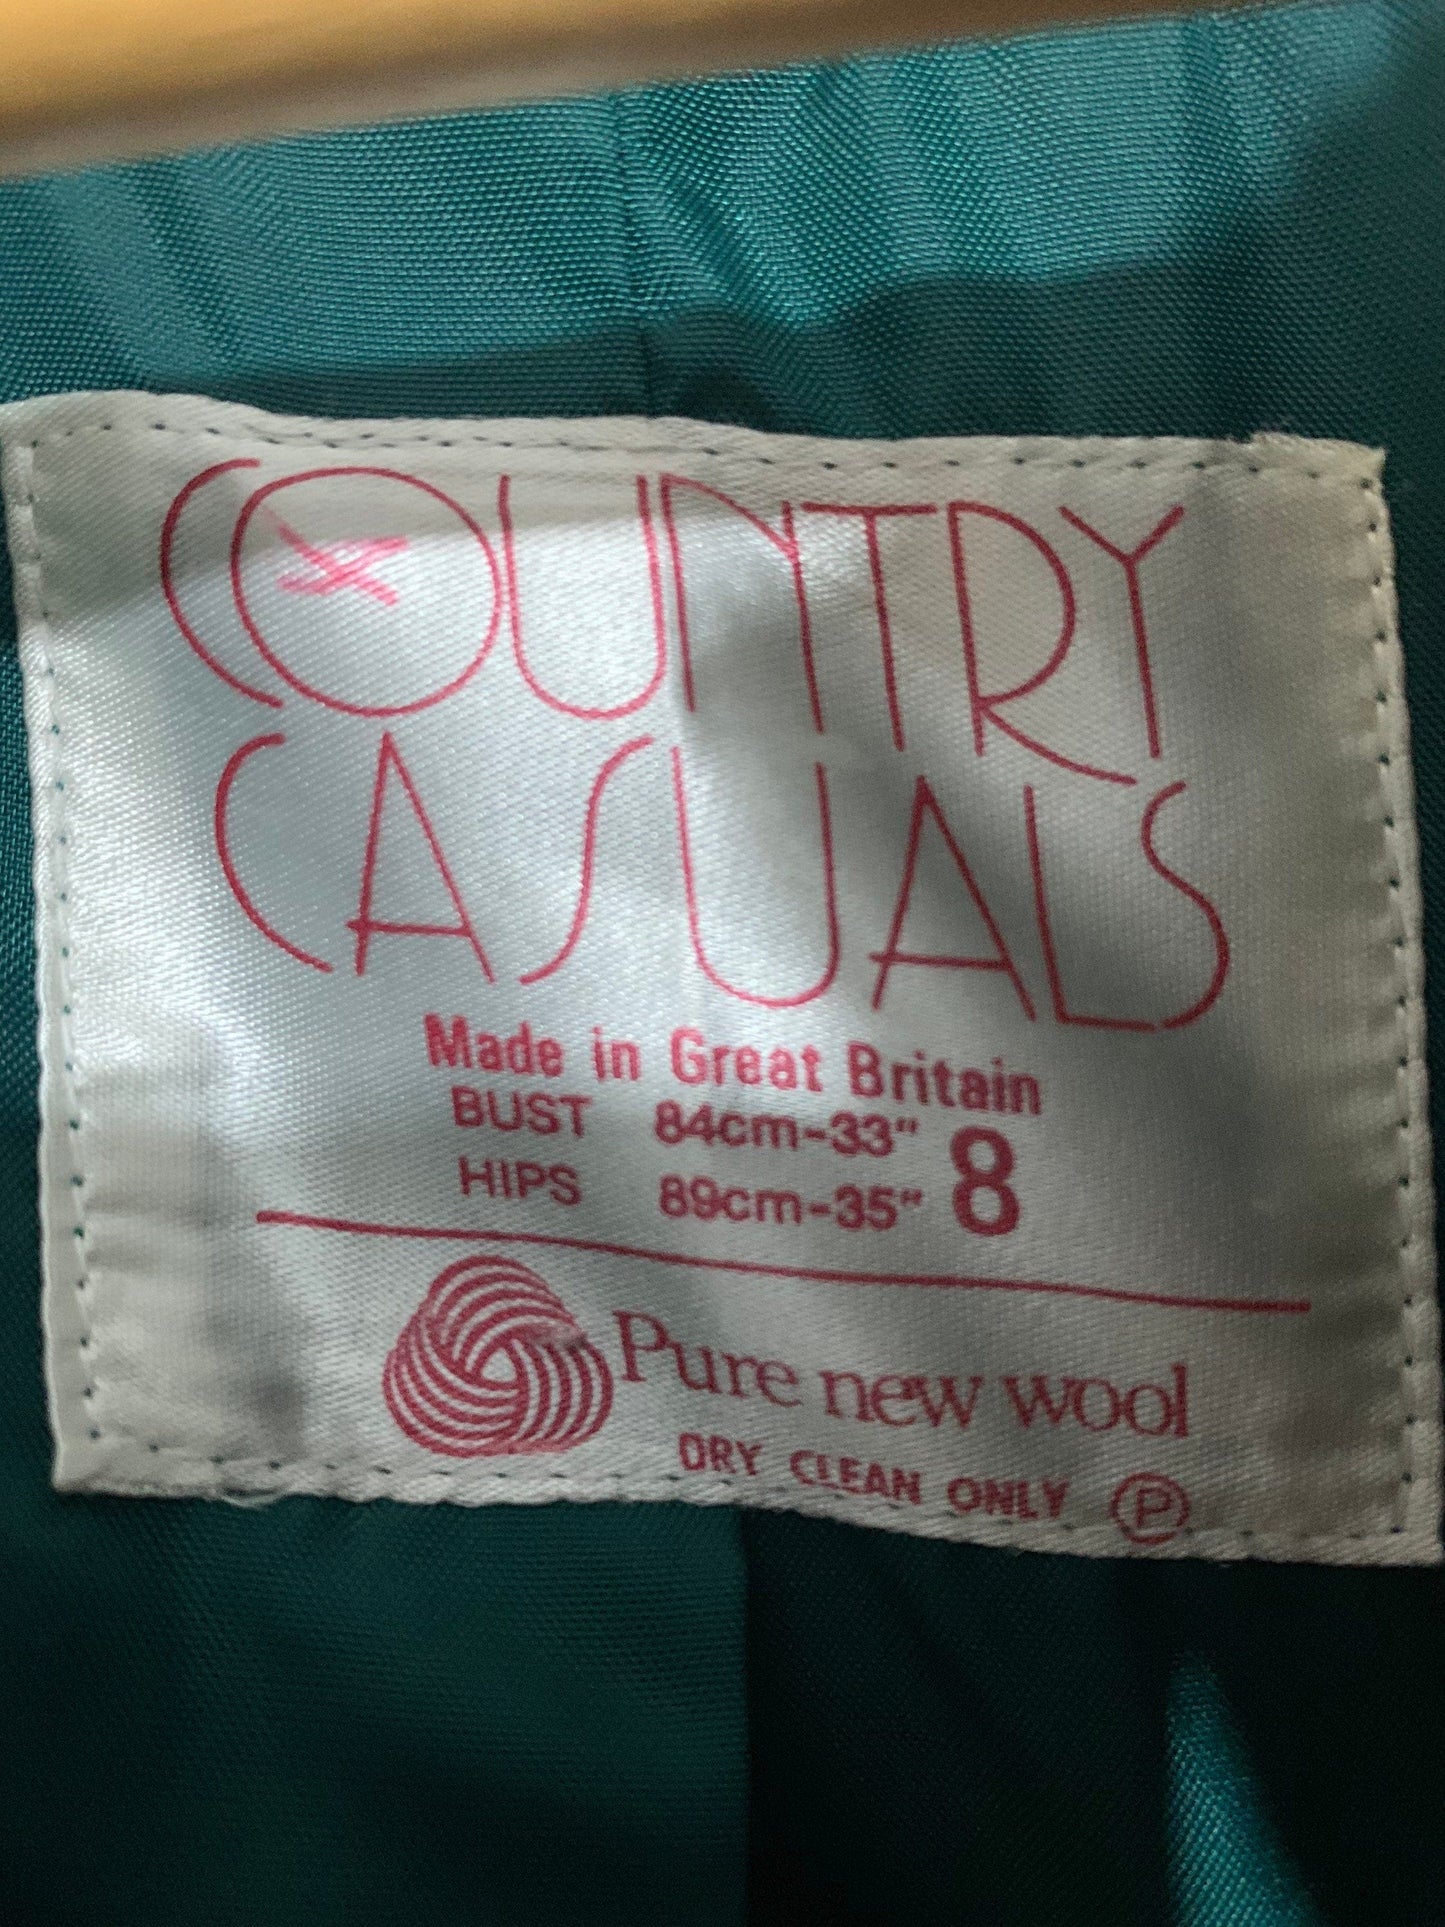 COUNTRY
CASUALS
Made in Great Britain
BUST 84cm-33" 8
HIPS 89cm-35"
Pure new wool
DRY CLEAN ONLY P